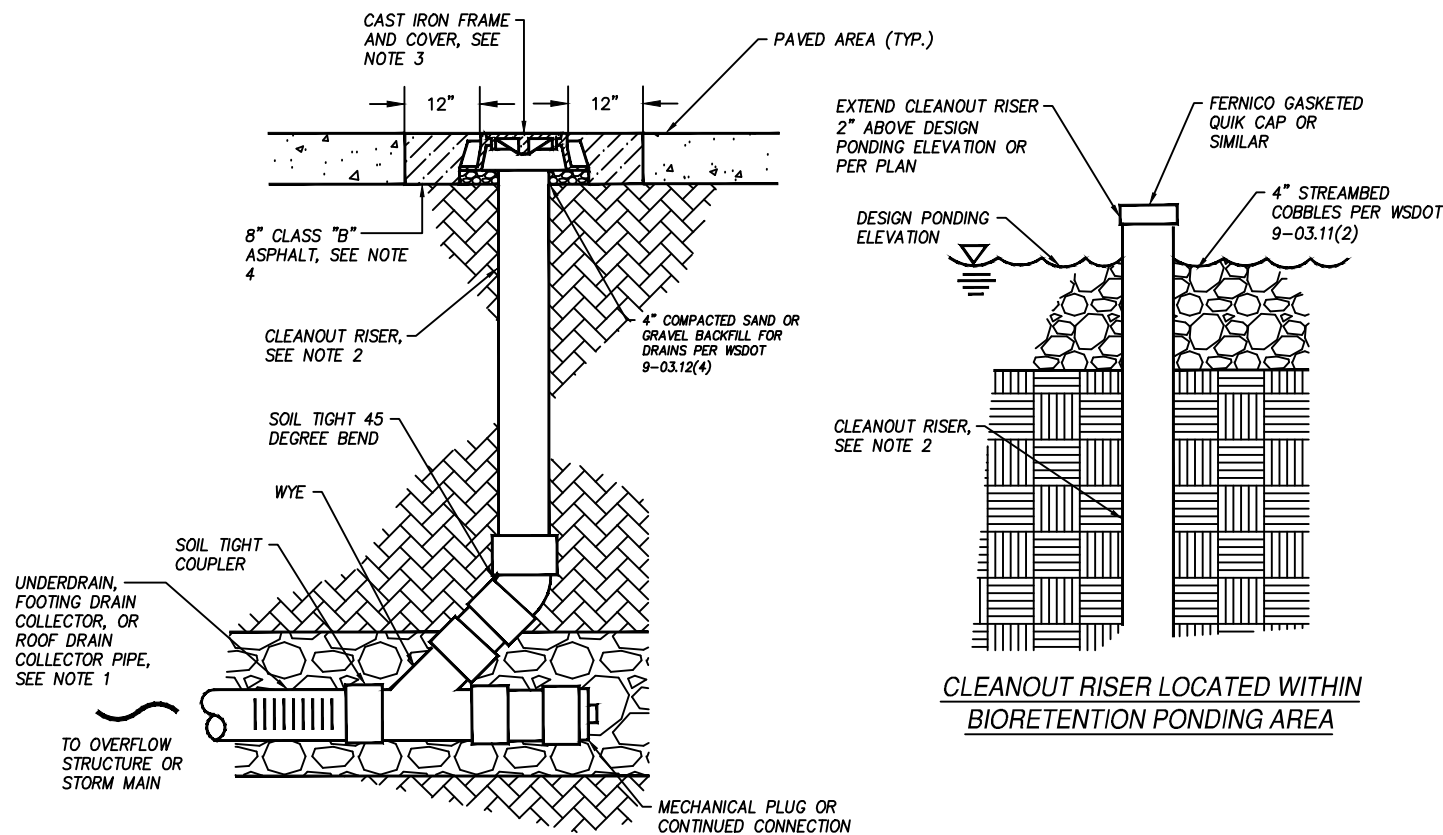 CAST IRON FRAME
AND COVER, SEE
NOTE 3
PAVED AREA (TYP.)
12"
12"
8" CLASS "B"
ASPHALT, SEE NOTE
4
CLEANOUT RISER,
SEE NOTE 2
4" COMPACTED SAND OR
GRAVEL BACKFILL FOR
DRAINS PER WSDOT
9-03.12(4)
SOIL TIGHT 45
DEGREE BEND
WYE
SOIL TIGHT
COUPLER
UNDERDRAIN,
FOOTING DRAIN
COLLECTOR, OR
ROOF DRAIN
COLLECTOR PIPE,
SEE NOTE 1
TO OVERFLOW
STRUCTURE OR
STORM MAIN
MECHANICAL PLUG OR
CONTINUED CONNECTION
EXTEND CLEANOUT RISER
2" ABOVE DESIGN
PONDING ELEVATION OR
PER PLAN
FERNICO GASKETED
QUIK CAP OR
SIMILAR
DESIGN PONDING
ELEVATION
4" STREAMBED
COBBLES PER WSDOT
9-03.11(2)
CLEANOUT RISER,
SEE NOTE 2
CLEANOUT RISER LOCATED WITHIN
BIORETENTION PONDING AREA